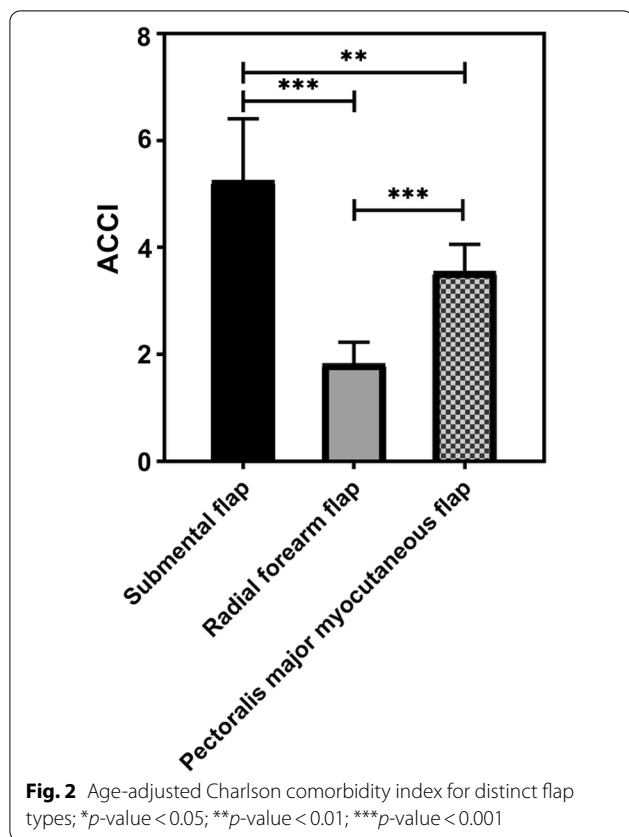 8
**
***
6
***
ACCI
4
2
0
Submental flap
Radial forearm flap
Pectoralis major myocutaneous flap
Fig. 2 Age-adjusted Charlson comorbidity index for distinct flap
types; *p-value < 0.05; **p-value < 0.01; ***p-value < 0.001